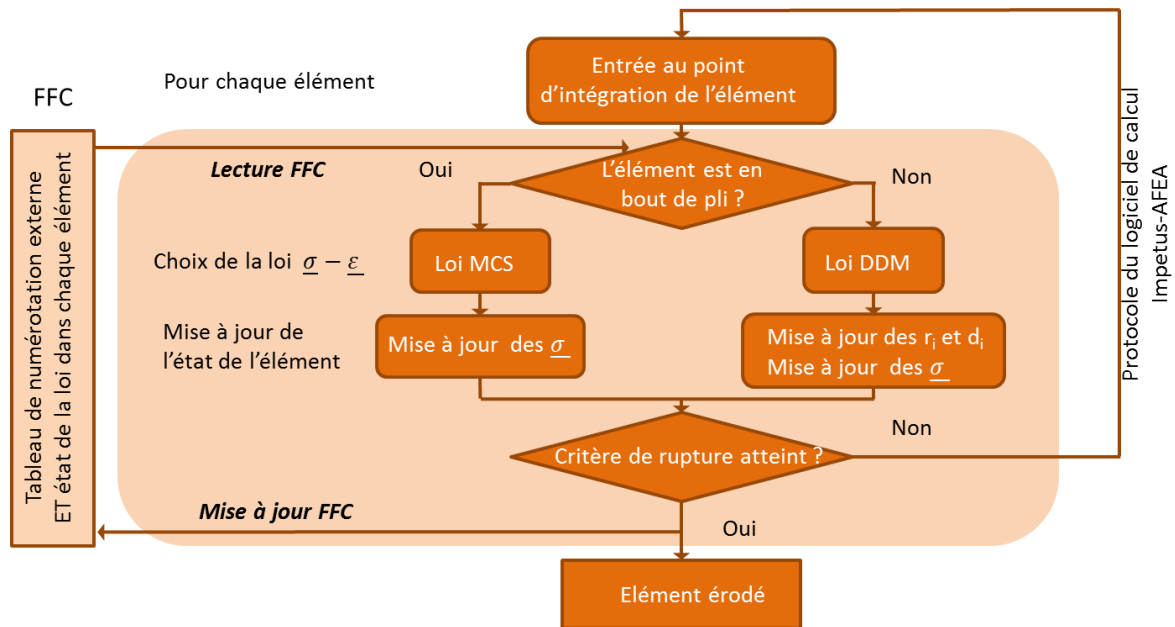 Entrée au point
d’intégration de l’élément
Pour chaque élément
FFC
Tableau de numérotation externe
ET état de la loi dans chaque élément
Lecture FFC
Oui
L’élément est en
bout de pli ?
Non
Choix de la loi σ − ε
Loi MCS
Loi DDM
Mise à jour de
l’état de l’élément
Mise à jour des σ
Mise à jour des rᵢ et dᵢ
Mise à jour des σ
Critère de rupture atteint ?
Non
Mise à jour FFC
Oui
Elément érodé
Protocole du logiciel de calcul
Impetus-AFEA